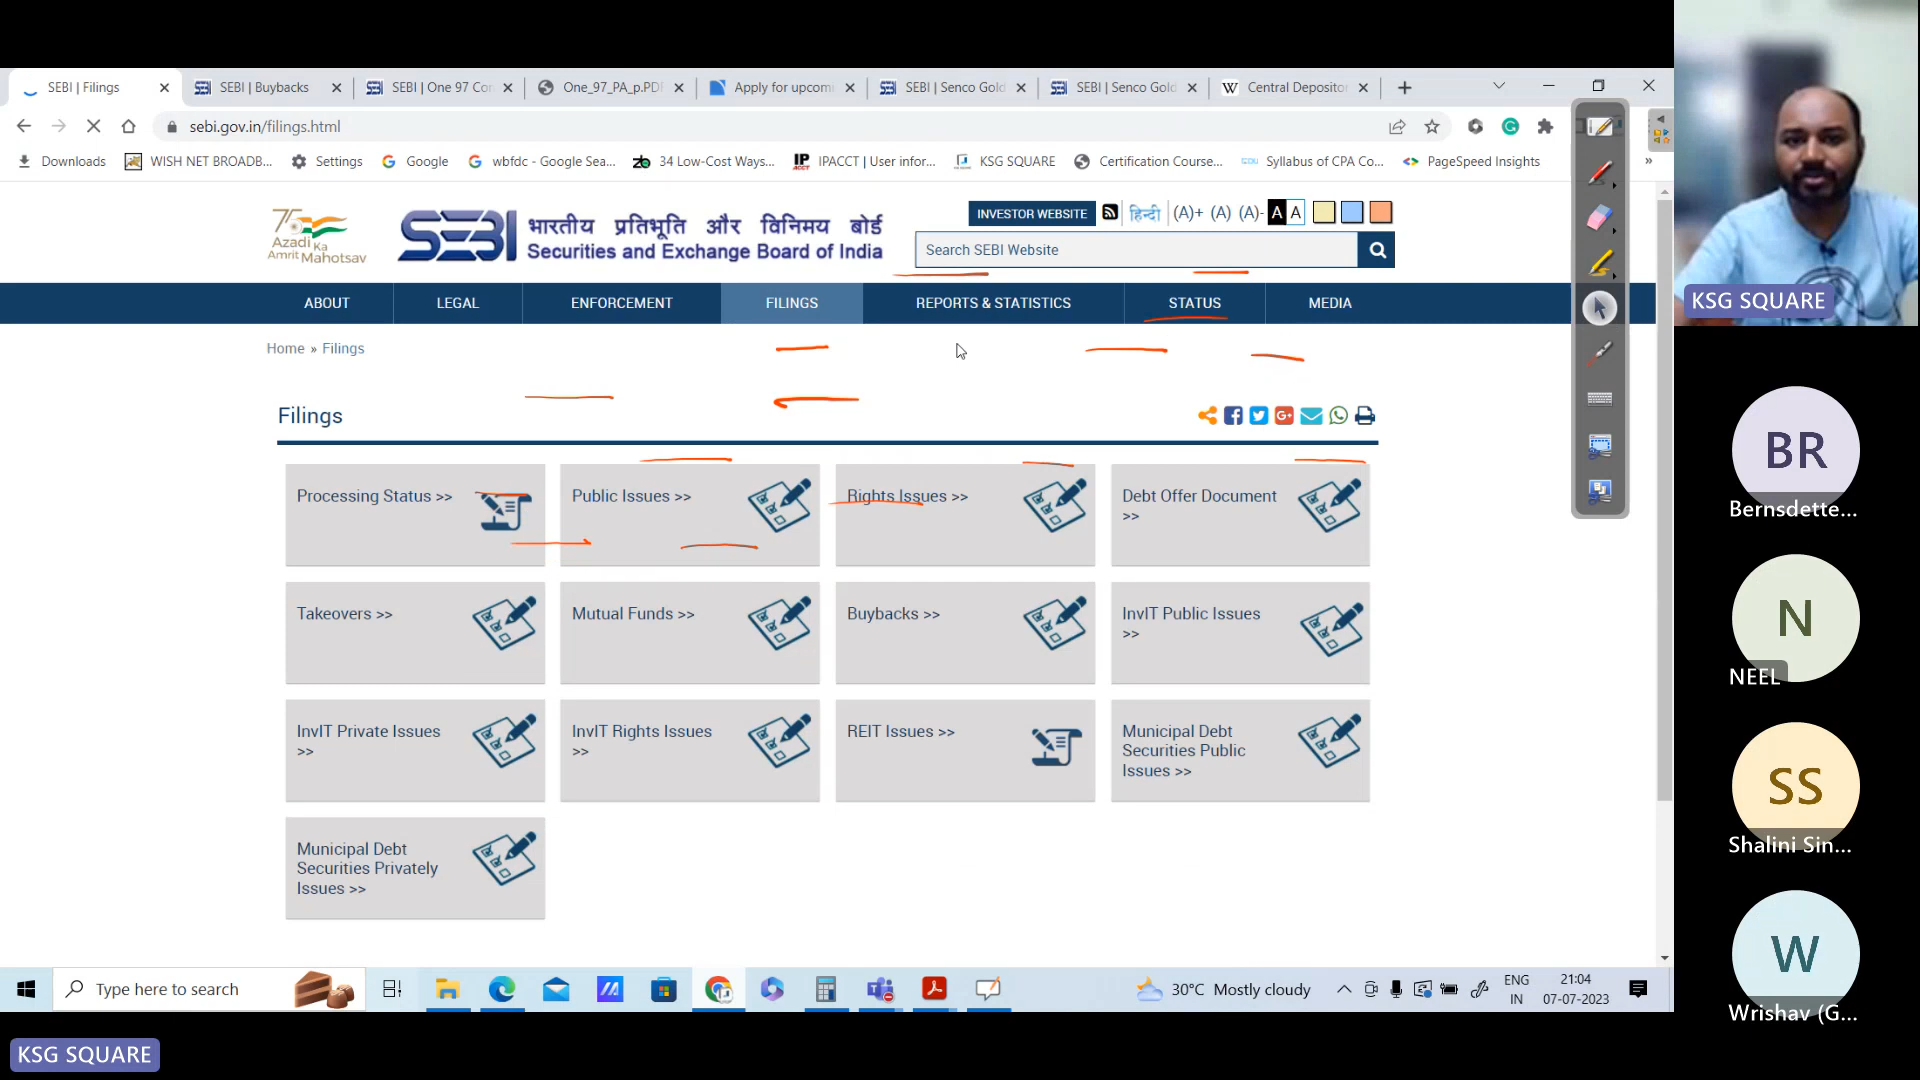 SEBI | Filings
SEBI | Buybacks
SEBI | One 97 Cor
One_97_PA_p.PDF
Apply for upcomi
SEBI | Senco Gold
SEBI | Senco Gold
W Central Depositor
sebi.gov.in/filings.html
Downloads
WISH NET BROADB...
Settings
Google
wbfdc - Google Sea...
34 Low-Cost Ways...
IPACCT | User infor...
KSG SQUARE
Certification Course...
Syllabus of CPA Co...
PageSpeed Insights
»
75 Azadi Ka
Amrit Mahotsav
SEBI
भारतीय प्रतिभूति और विनिमय बोर्ड
Securities and Exchange Board of India
INVESTOR WEBSITE
हिन्दी
(A)+ (A) (A)- A A
Search SEBI Website
ABOUT
LEGAL
ENFORCEMENT
FILINGS
REPORTS & STATISTICS
STATUS
MEDIA
Home » Filings
Filings
Processing Status >>
Public Issues >>
Rights Issues >>
Debt Offer Document
>>
Takeovers >>
Mutual Funds >>
Buybacks >>
InvIT Public Issues
>>
InvIT Private Issues
>>
InvIT Rights Issues
>>
REIT Issues >>
Municipal Debt
Securities Public
Issues >>
Municipal Debt
Securities Privately
Issues >>
Type here to search
30°C Mostly cloudy
ENG
IN
21:04
07-07-2023
KSG SQUARE
BR
Bernsdette...
N
NEEL
SS
Shalini Sin...
W
Wrishav (G...
KSG SQUARE